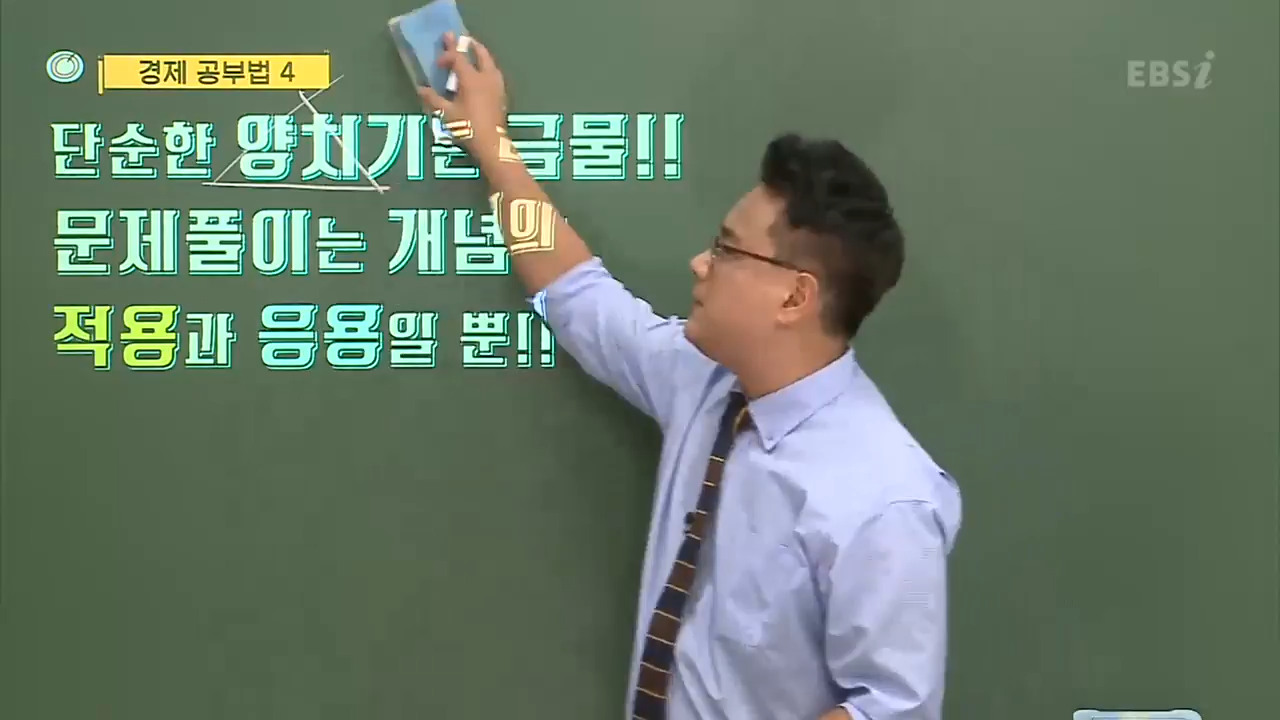 경제 공부법 4
EBSi
단순한 양치기는 금물!!
문제풀이는 개념의
적용과 응용일 뿐!!